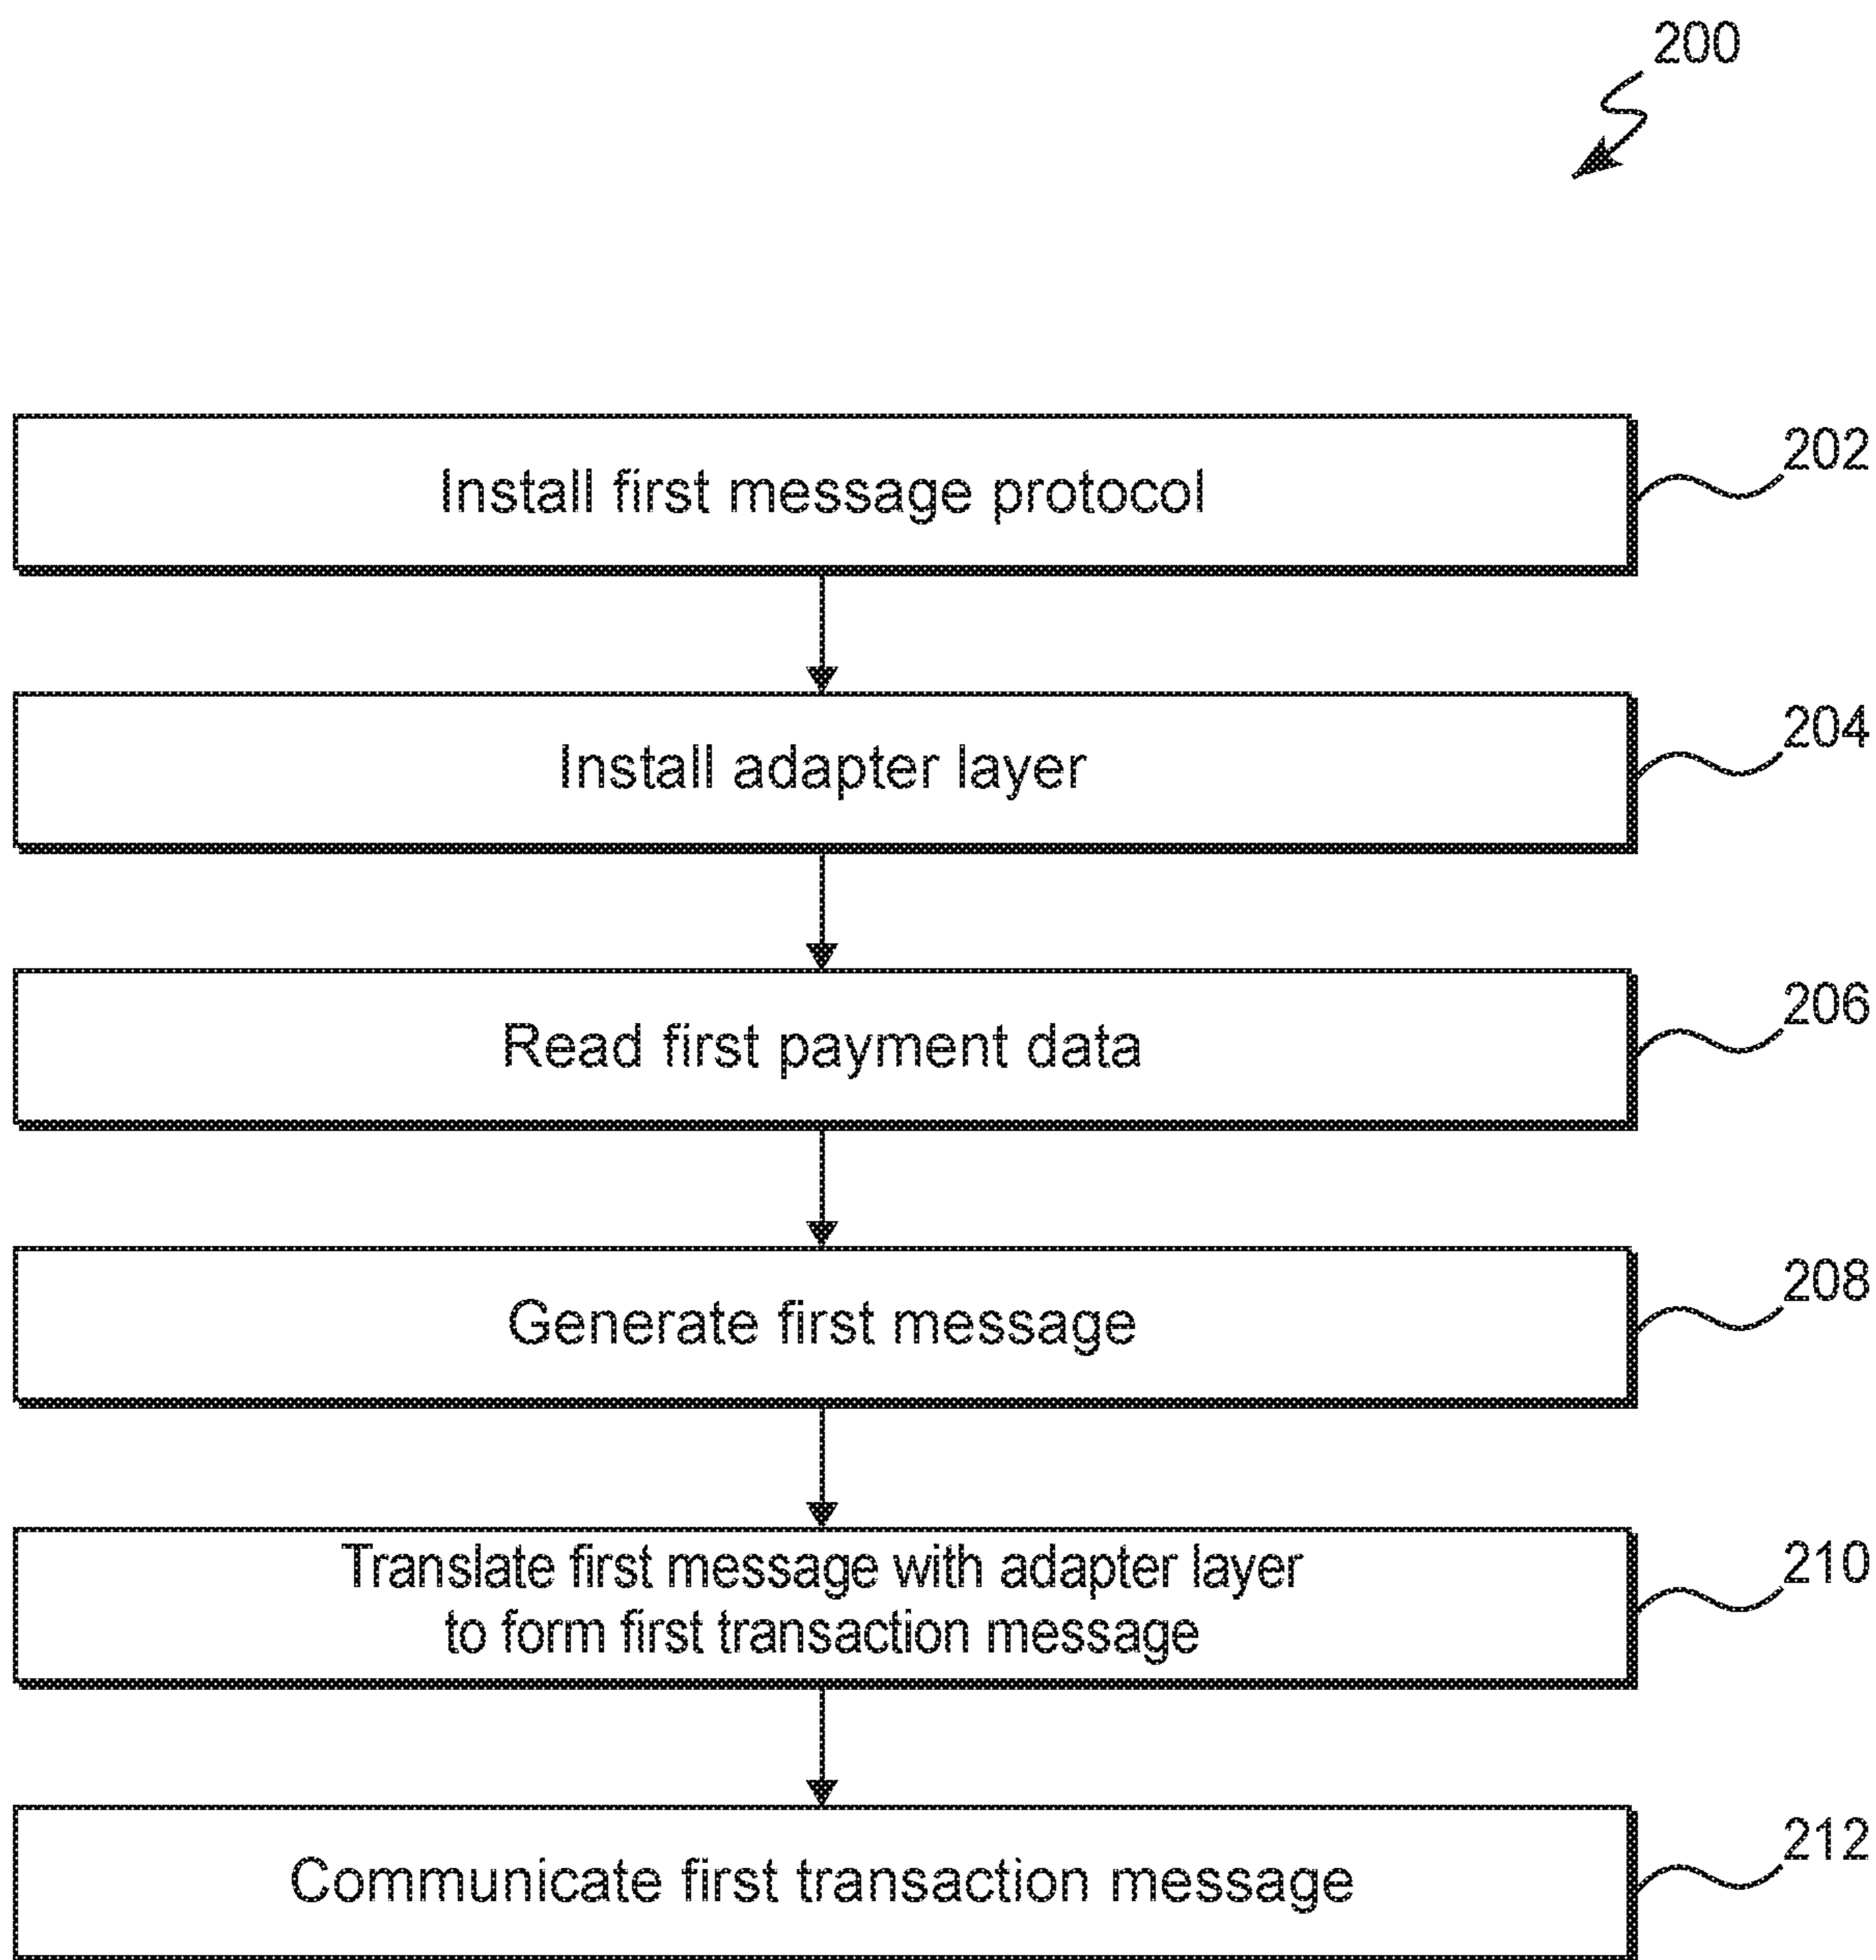 200
Install first message protocol
202
Install adapter layer
204
Read first payment data
206
Generate first message
208
Translate first message with adapter layer
to form first transaction message
210
Communicate first transaction message
212